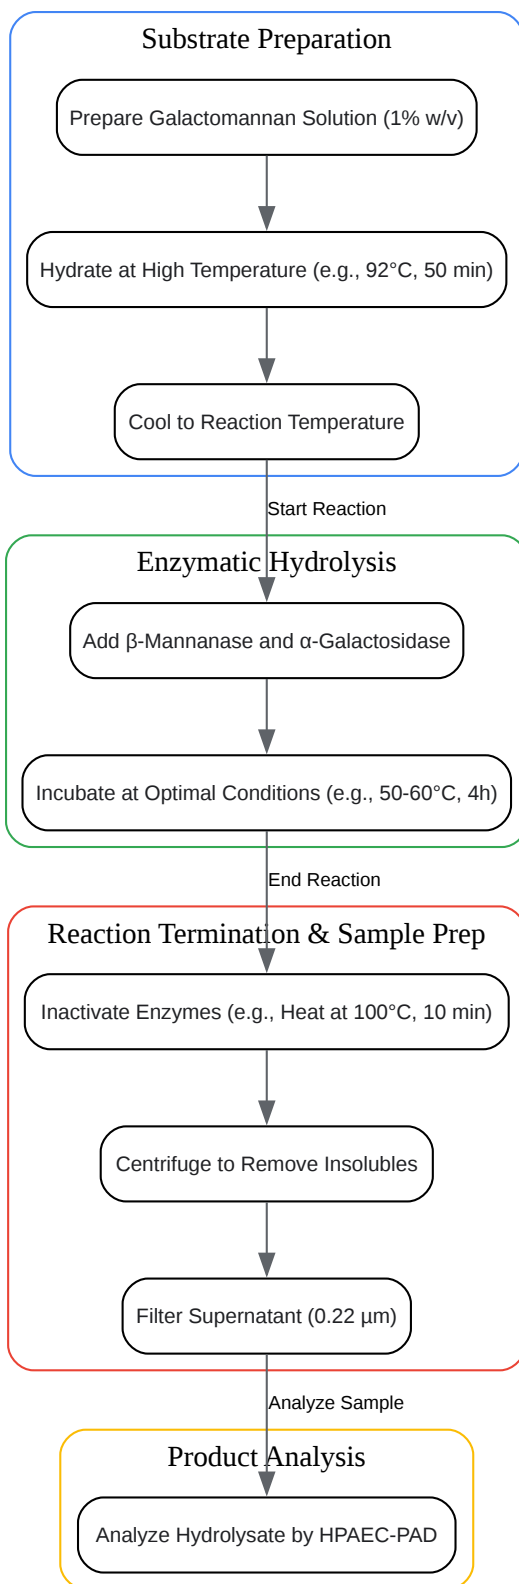 Substrate Preparation
Prepare Galactomannan Solution (1% w/v)
Hydrate at High Temperature (e.g., 92°C, 50 min)
Cool to Reaction Temperature
Start Reaction
Enzymatic Hydrolysis
Add β-Mannanase and α-Galactosidase
Incubate at Optimal Conditions (e.g., 50-60°C, 4h)
End Reaction
Reaction Termination & Sample Prep
Inactivate Enzymes (e.g., Heat at 100°C, 10 min)
Centrifuge to Remove Insolubles
Filter Supernatant (0.22 µm)
Analyze Sample
Product Analysis
Analyze Hydrolysate by HPAEC-PAD